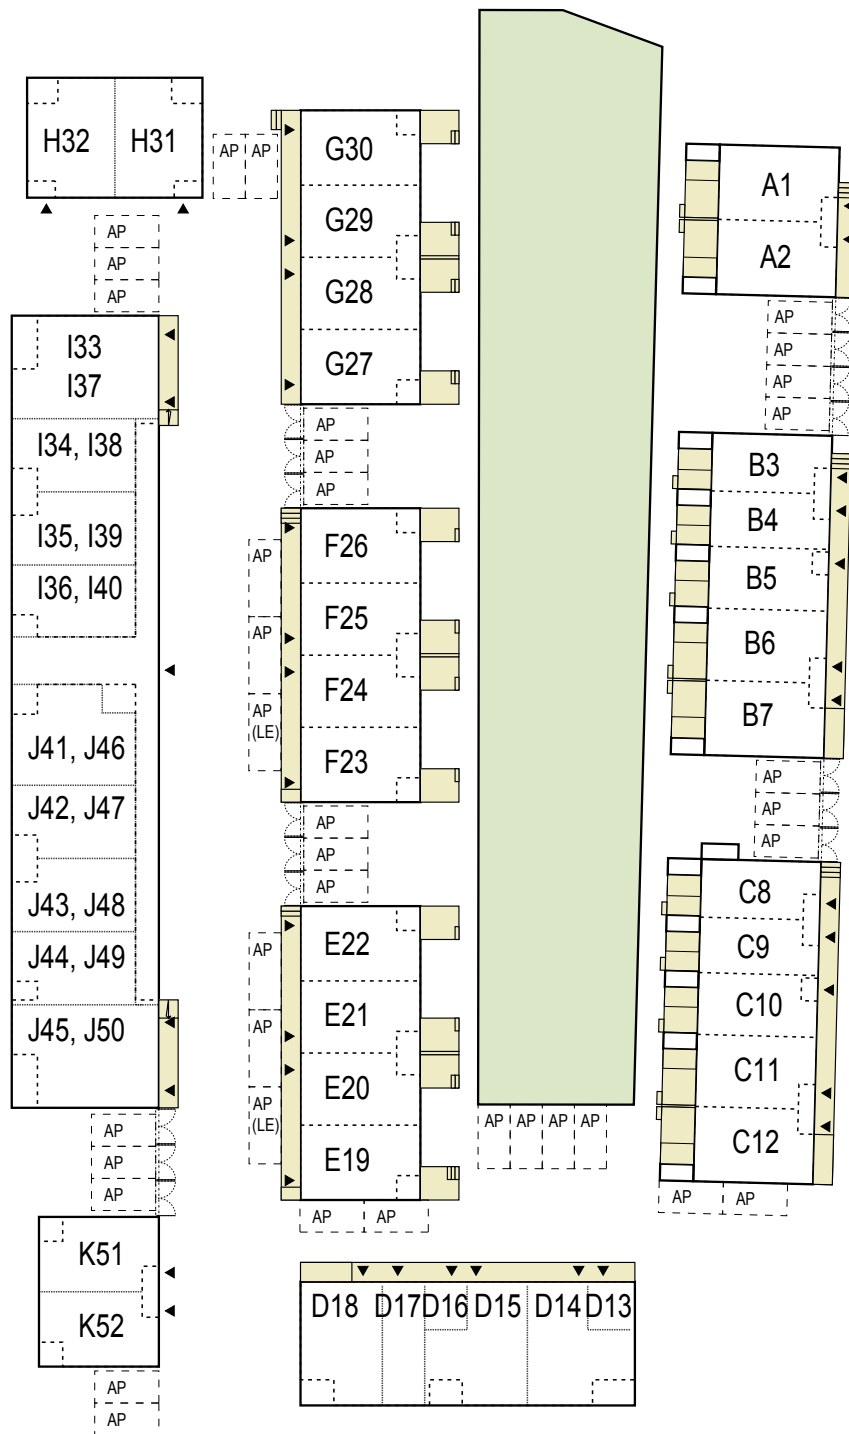 H32 H31
AP AP
AP
AP
AP
I33
I37
I34, I38
I35, I39
I36, I40
J41, J46
J42, J47
J43, J48
J44, J49
J45, J50
AP
AP
AP
K51
K52
AP
AP
G30
G29
G28
G27
AP
AP
AP
F26
F25
F24
F23
AP
AP
AP
(LE)
AP
AP
AP
E22
E21
E20
E19
AP
AP
AP
(LE)
AP AP
D18 D17 D16 D15 D14 D13
AP AP AP AP
A1
A2
AP
AP
AP
AP
B3
B4
B5
B6
B7
AP
AP
AP
C8
C9
C10
C11
C12
AP AP